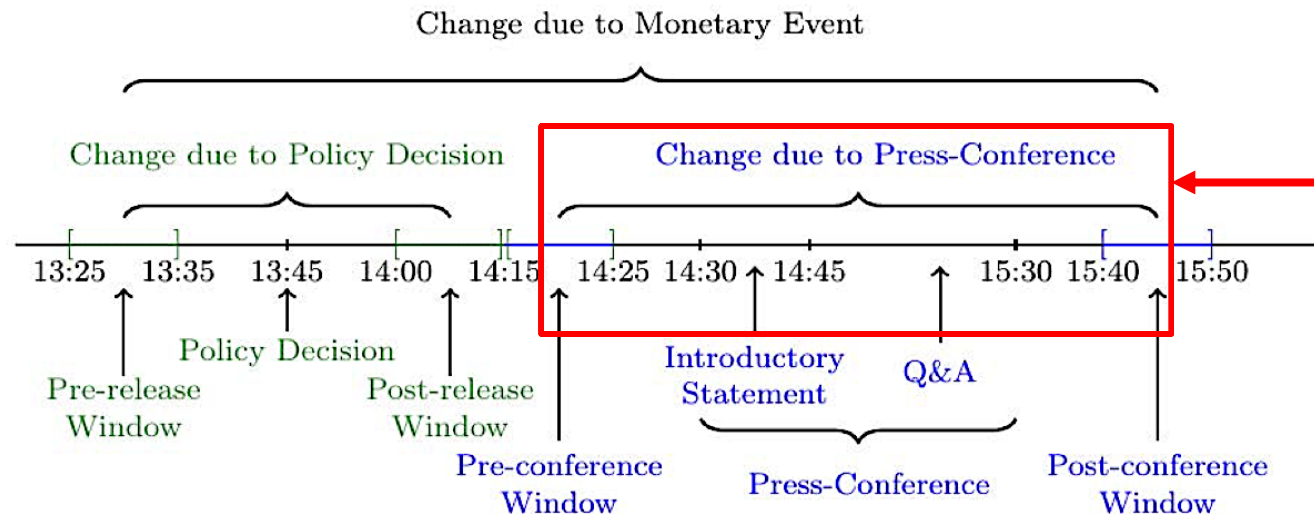 Change due to Monetary Event
Change due to Policy Decision
Change due to Press-Conference
13:25 13:35 13:45 14:00 14:15 14:25 14:30 14:45 15:30 15:40 15:50
Policy Decision
Pre-release
Window
Post-release
Window
Introductory
Statement
Q&A
Pre-conference
Window
Press-Conference
Post-conference
Window